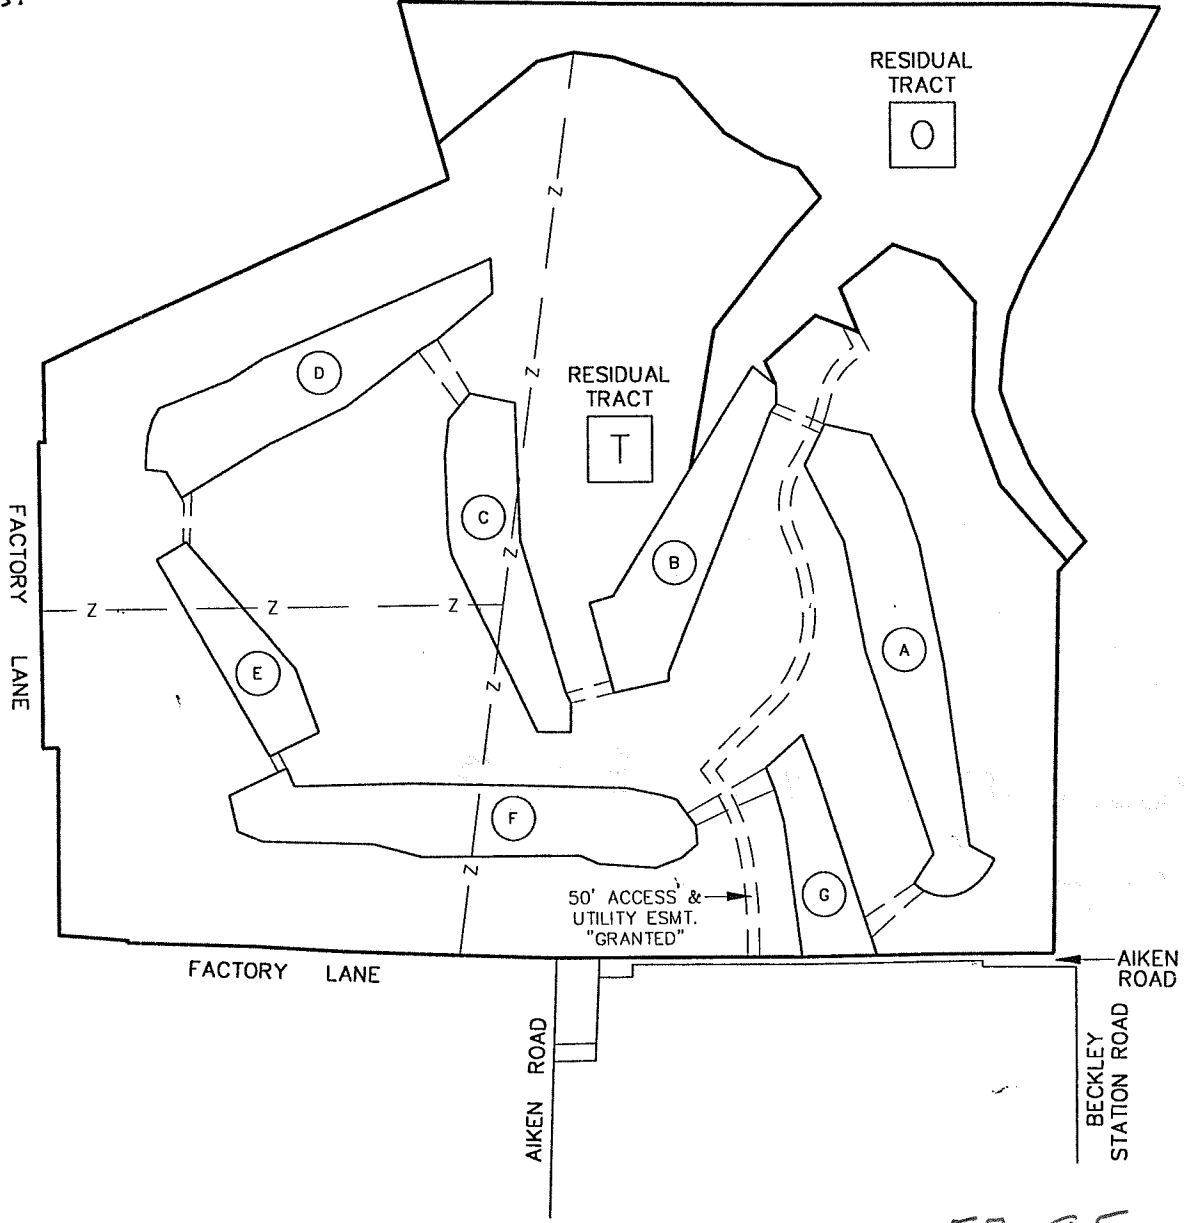 RESIDUAL
TRACT
O
RESIDUAL
TRACT
T
Z
Z
Z
Z
Z
Z
Z
Z
D
C
B
A
E
F
G
FACTORY LANE
50' ACCESS &
UTILITY ESMT.
"GRANTED"
FACTORY LANE
AIKEN
ROAD
AIKEN ROAD
BECKLEY
STATION ROAD